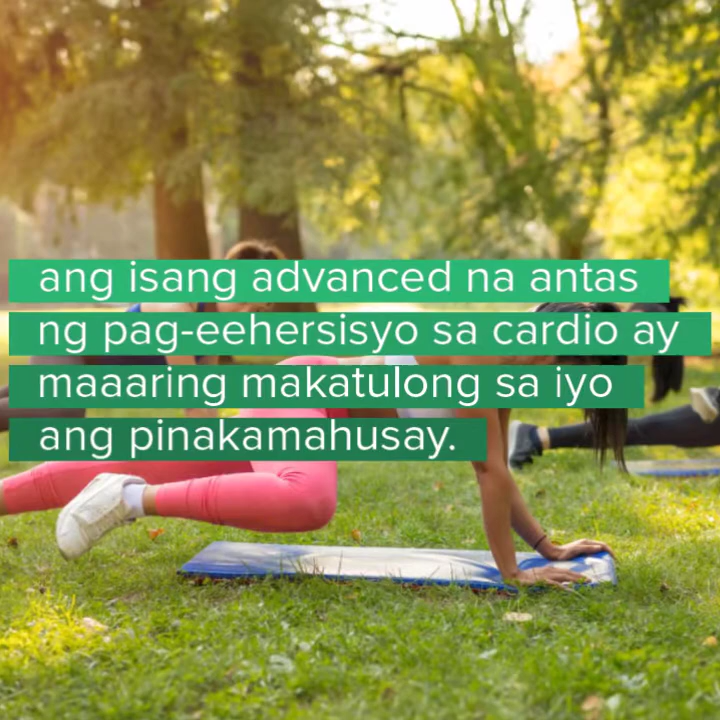 ang isang advanced na antas
ng pag-eehersisyo sa cardio ay
maaaring makatulong sa iyo
ang pinakamahusay.